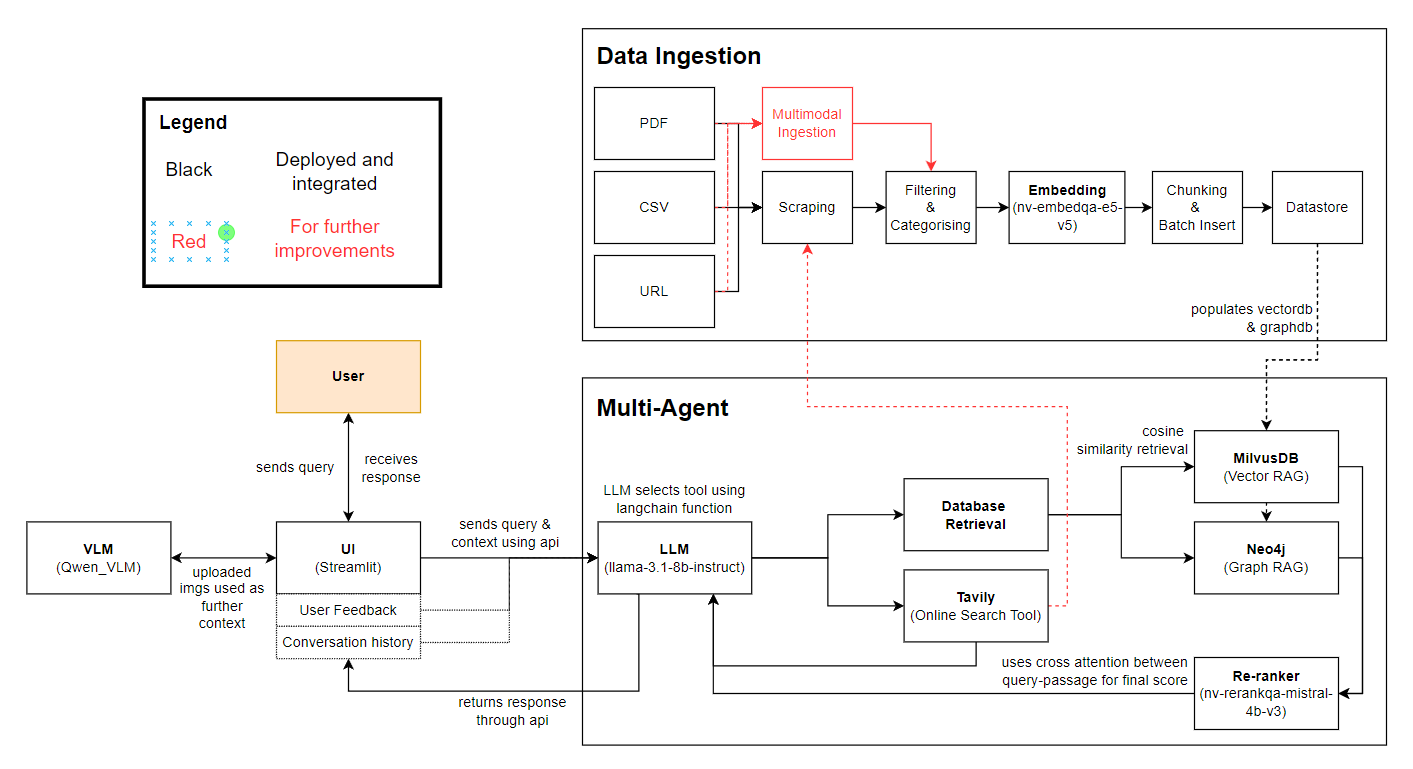 Data Ingestion
PDF
Multimodal
Ingestion
CSV
Scraping
Filtering
&
Categorising
Embedding
(nv-embedqa-e5-
v5)
Chunking
&
Batch Insert
Datastore
URL
populates vectordb
& graphdb
Legend
Black
Deployed and
integrated
Red
For further
improvements
User
sends query
receives
response
VLM
(Qwen_VLM)
uploaded
imgs used as
further
context
UI
(Streamlit)
User Feedback
Conversation history
sends query &
context using api
returns response
through api
Multi-Agent
LLM selects tool using
langchain function
LLM
(llama-3.1-8b-instruct)
Database
Retrieval
Tavily
(Online Search Tool)
cosine
similarity retrieval
MilvusDB
(Vector RAG)
Neo4j
(Graph RAG)
uses cross attention between
query-passage for final score
Re-ranker
(nv-rerankqa-mistral-
4b-v3)